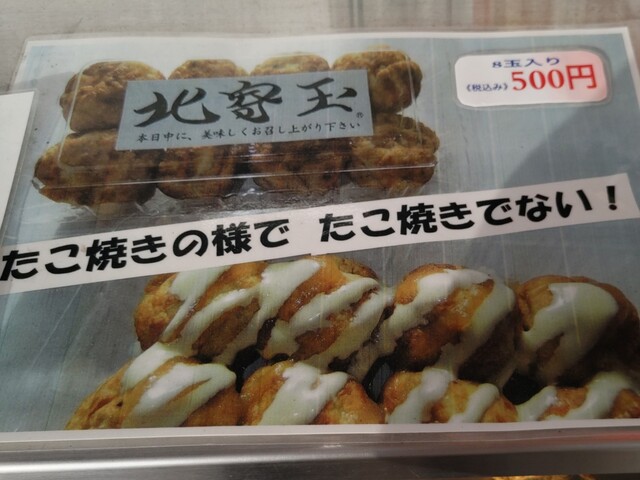 8玉入り
(税込み)500円
北寄玉
本日中に、美味しくお召し上がり下さい
たこ焼きの様で たこ焼きでない!